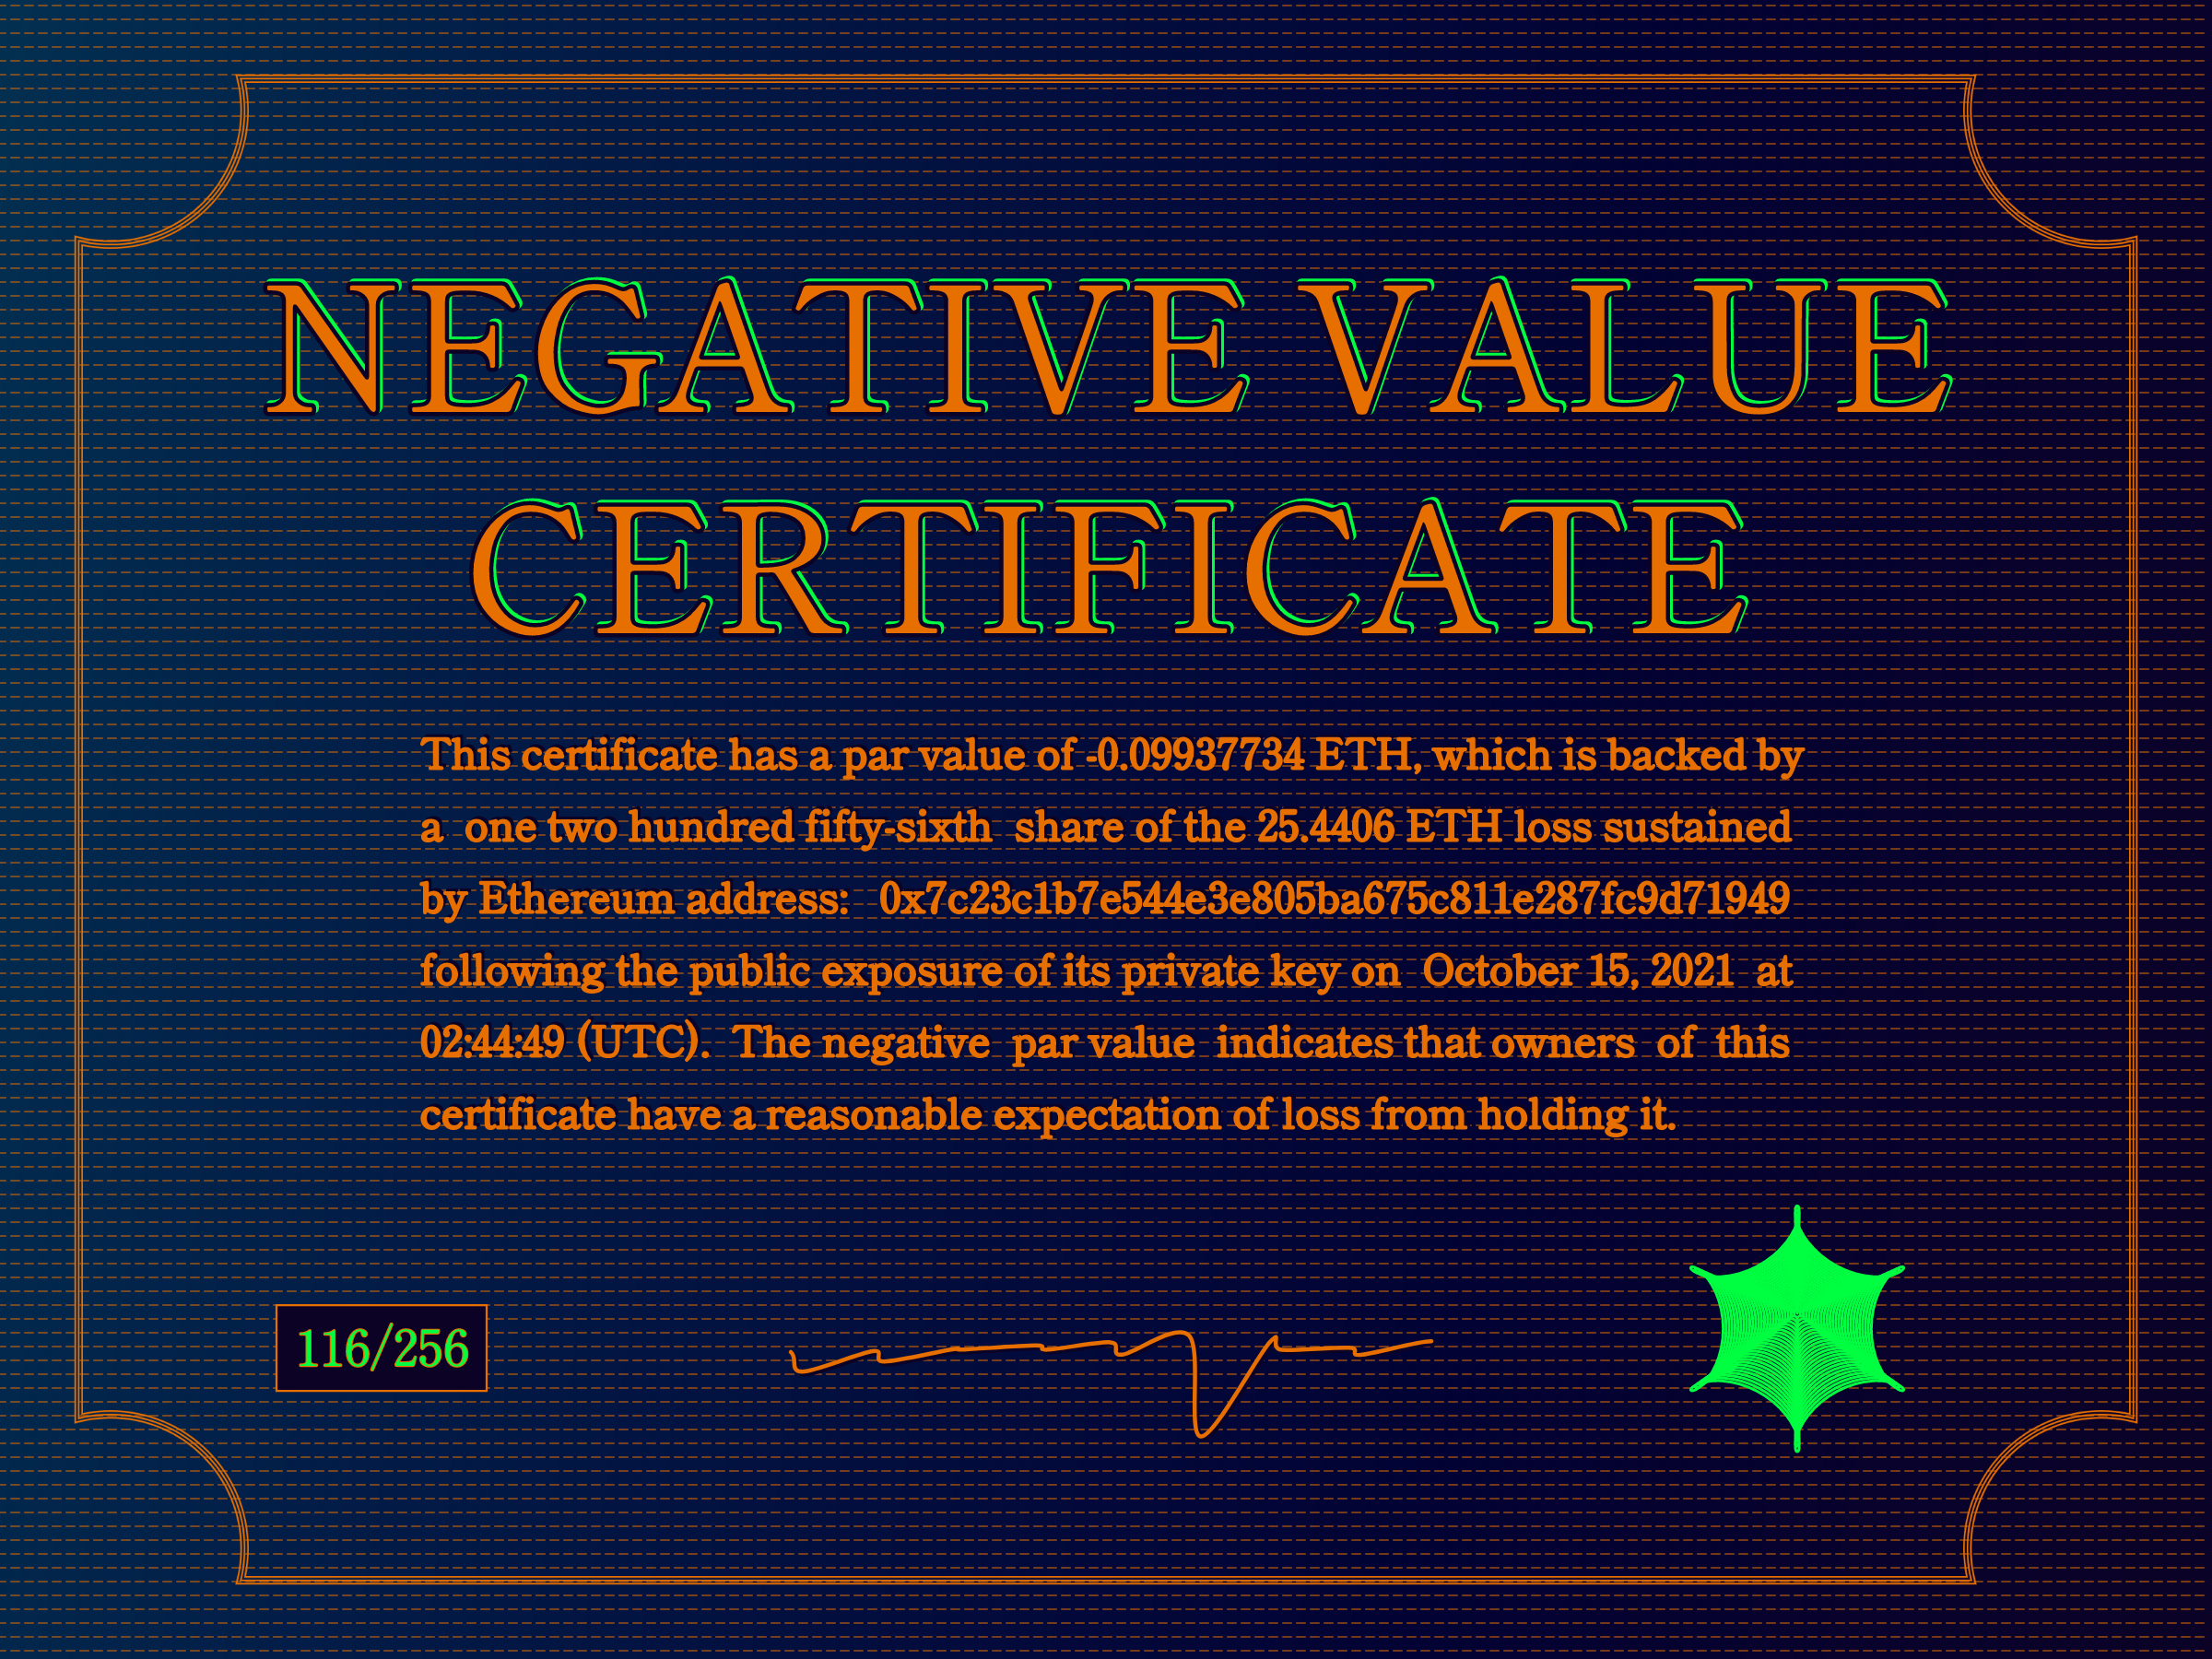 NEGATIVE VALUE
CERTIFICATE
This certificate has a par value of -0.09937734 ETH, which is backed by
a one two hundred fifty-sixth share of the 25.4406 ETH loss sustained
by Ethereum address: 0x7c23c1b7e544e3e805ba675c811e287fc9d71949
following the public exposure of its private key on October 15, 2021 at
02:44:49 (UTC). The negative par value indicates that owners of this
certificate have a reasonable expectation of loss from holding it.
116/256